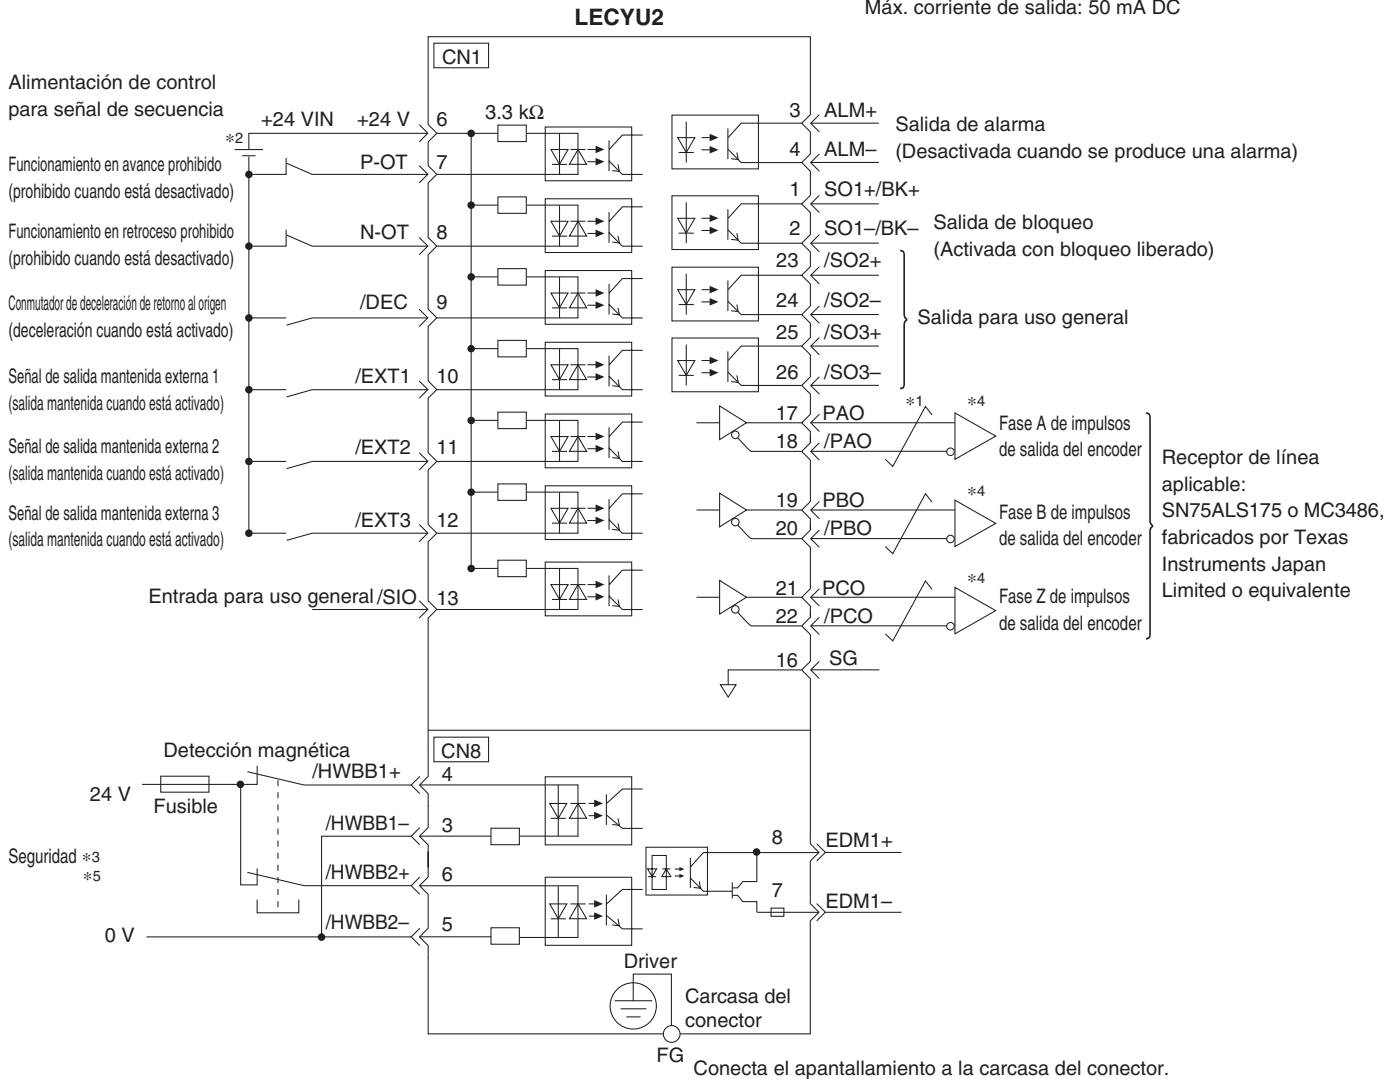 Máx. corriente de salida: 50 mA DC
LECYU2
CN1
Alimentación de control
para señal de secuencia
+24 VIN
+24 V
6
3.3 kΩ
*2
Funcionamiento en avance prohibido
(prohibido cuando está desactivado)
P-OT
7
Funcionamiento en retroceso prohibido
(prohibido cuando está desactivado)
N-OT
8
Conmutador de deceleración de retorno al origen
(deceleración cuando está activado)
/DEC
9
Señal de salida mantenida externa 1
(salida mantenida cuando está activado)
/EXT1
10
Señal de salida mantenida externa 2
(salida mantenida cuando está activado)
/EXT2
11
Señal de salida mantenida externa 3
(salida mantenida cuando está activado)
/EXT3
12
Entrada para uso general
/SIO
13
3
ALM+
4
ALM–
Salida de alarma
(Desactivada cuando se produce una alarma)
1
SO1+/BK+
2
SO1–/BK–
Salida de bloqueo
(Activada con bloqueo liberado)
23
/SO2+
24
/SO2–
25
/SO3+
26
/SO3–
Salida para uso general
17
PAO
18
/PAO
*1
*4
Fase A de impulsos
de salida del encoder
19
PBO
20
/PBO
*4
Fase B de impulsos
de salida del encoder
21
PCO
22
/PCO
*4
Fase Z de impulsos
de salida del encoder
Receptor de línea
aplicable:
SN75ALS175 o MC3486,
fabricados por Texas
Instruments Japan
Limited o equivalente
16
SG
CN8
Detección magnética
24 V
Fusible
/HWBB1+
4
/HWBB1–
3
Seguridad *3
*5
/HWBB2+
6
/HWBB2–
5
0 V
8
EDM1+
7
EDM1–
Driver
Carcasa del
conector
FG
Conecta el apantallamiento a la carcasa del conector.